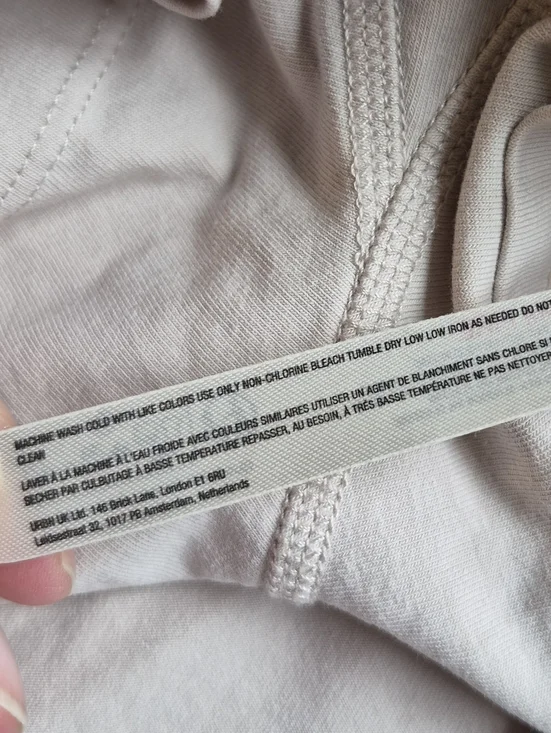 MACHINE WASH COLD WITH LIKE COLORS USE ONLY NON-CHLORINE BLEACH TUMBLE DRY LOW LOW IRON AS NEEDED DO NOT
CLEAN
LAVER À LA MACHINE À L'EAU FROIDE AVEC COULEURS SIMILAIRES UTILISER UN AGENT DE BLANCHIMENT SANS CHLORE SI
SECHER PAR CULBUTAGE À BASSE TEMPERATURE REPASSER, AU BESOIN, À TRÉS BASSE TEMPÉRATURE NE PAS NETTOYER
URBN UK Ltd. 146 Brick Lane, London E1 6RU
Leidsestraat 32, 1017 PB Amsterdam, Netherlands